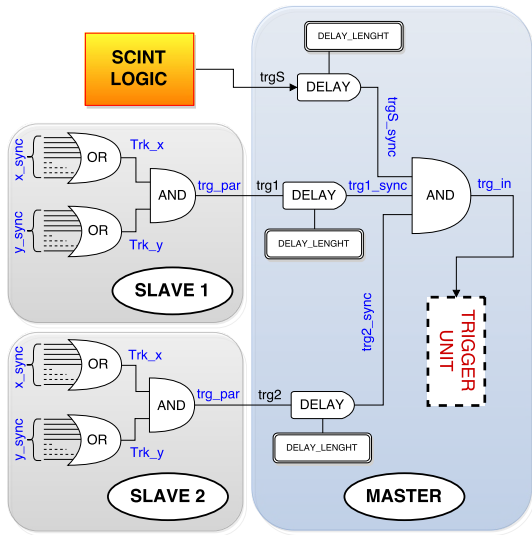 DELAY_LENGHT
SCINT
LOGIC
trgS
DELAY
trgS_sync
x_sync
OR
Trk_x
AND
trg_par
trg1
DELAY
trg1_sync
AND
trg_in
y_sync
OR
Trk_y
DELAY_LENGHT
SLAVE 1
trg2_sync
TRIGGER
UNIT
x_sync
OR
Trk_x
AND
trg_par
trg2
DELAY
y_sync
OR
Trk_y
DELAY_LENGHT
SLAVE 2
MASTER